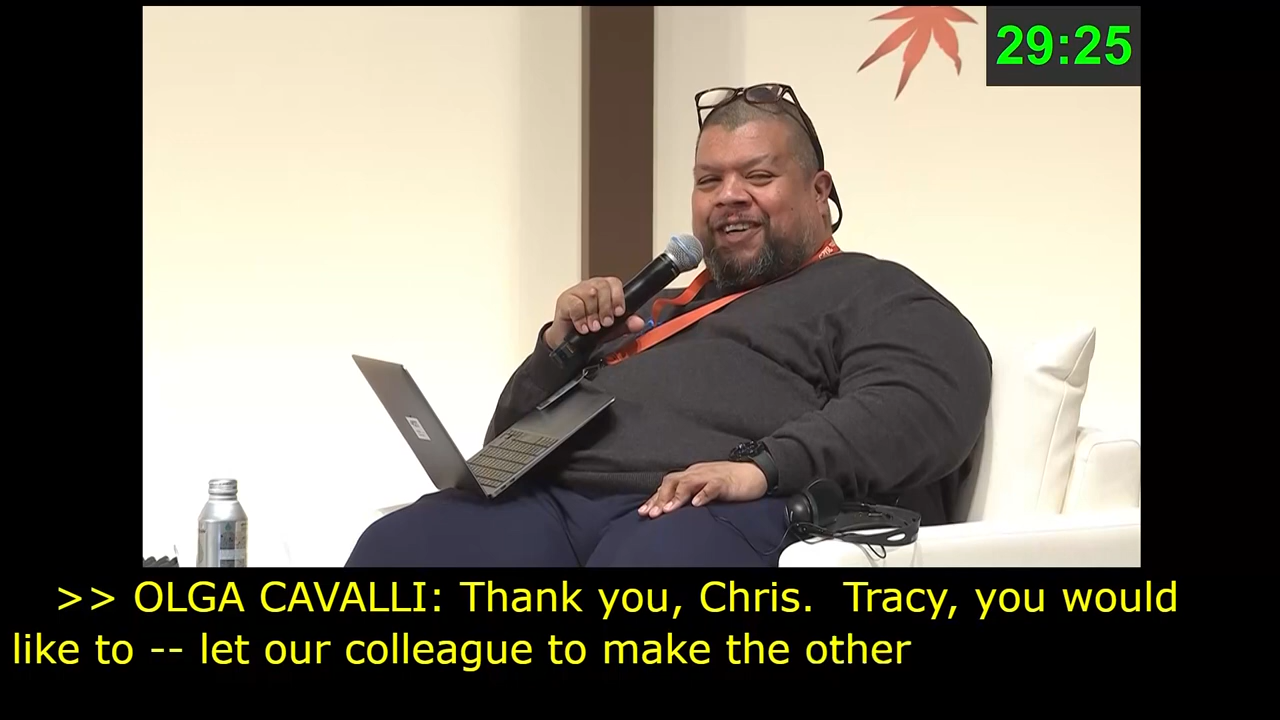 29:25
>> OLGA CAVALLI: Thank you, Chris.  Tracy, you would
like to -- let our colleague to make the other